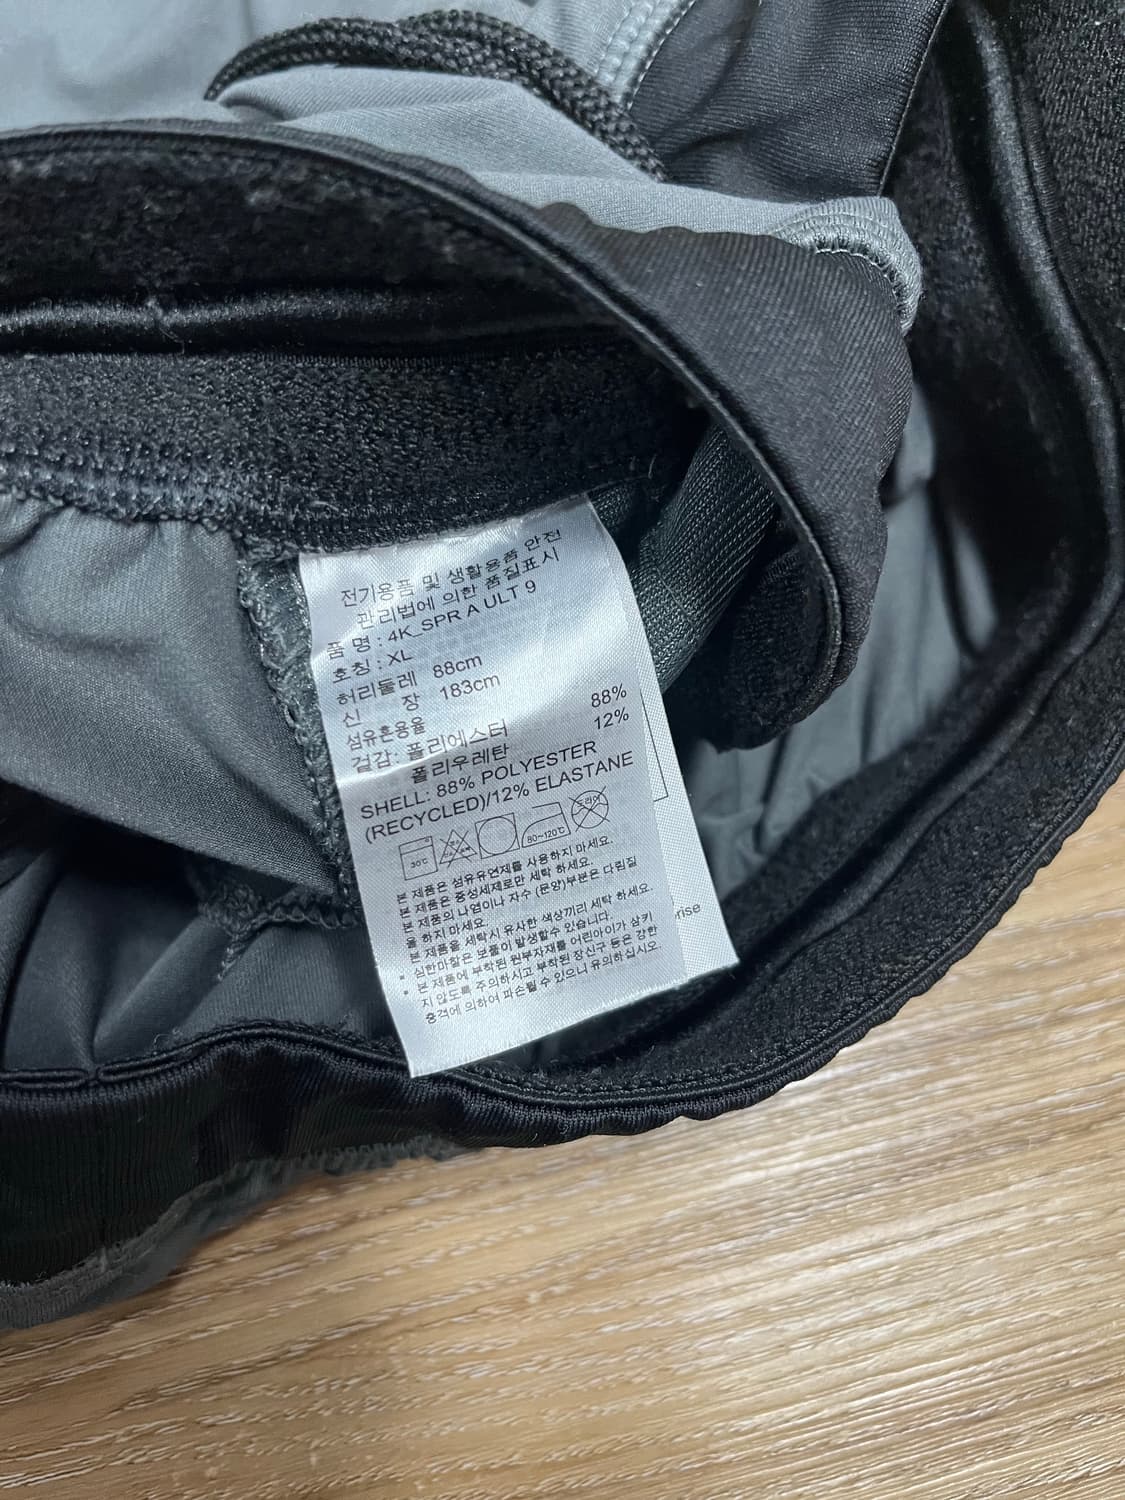 전기용품 및 생활용품 안전
관리법에 의한 품질표시
품 명 : 4K_SPR A ULT 9
호칭 : XL
허리둘레 88cm
신 장 183cm
섬유혼용율
겉감: 폴리에스터 88%
폴리우레탄 12%
SHELL: 88% POLYESTER
(RECYCLED)/12% ELASTANE
30℃
80~120℃
드라이
본 제품은 섬유유연제를 사용하지 마세요.
본 제품은 중성세제로만 세탁 하세요.
본 제품의 나염이나 자수 (문양)부분은 다림질
을 하지 마세요.
본 제품을 세탁시 유사한 색상끼리 세탁 하세요.
• 심한마찰은 보풀이 발생할수 있습니다.
• 본 제품에 부착된 원부자재를 어린아이가 삼키
지 않도록 주의하시고 부착된 장신구 등은 강한
충격에 의하여 파손될 수 있으니 유의하십시오.
rise